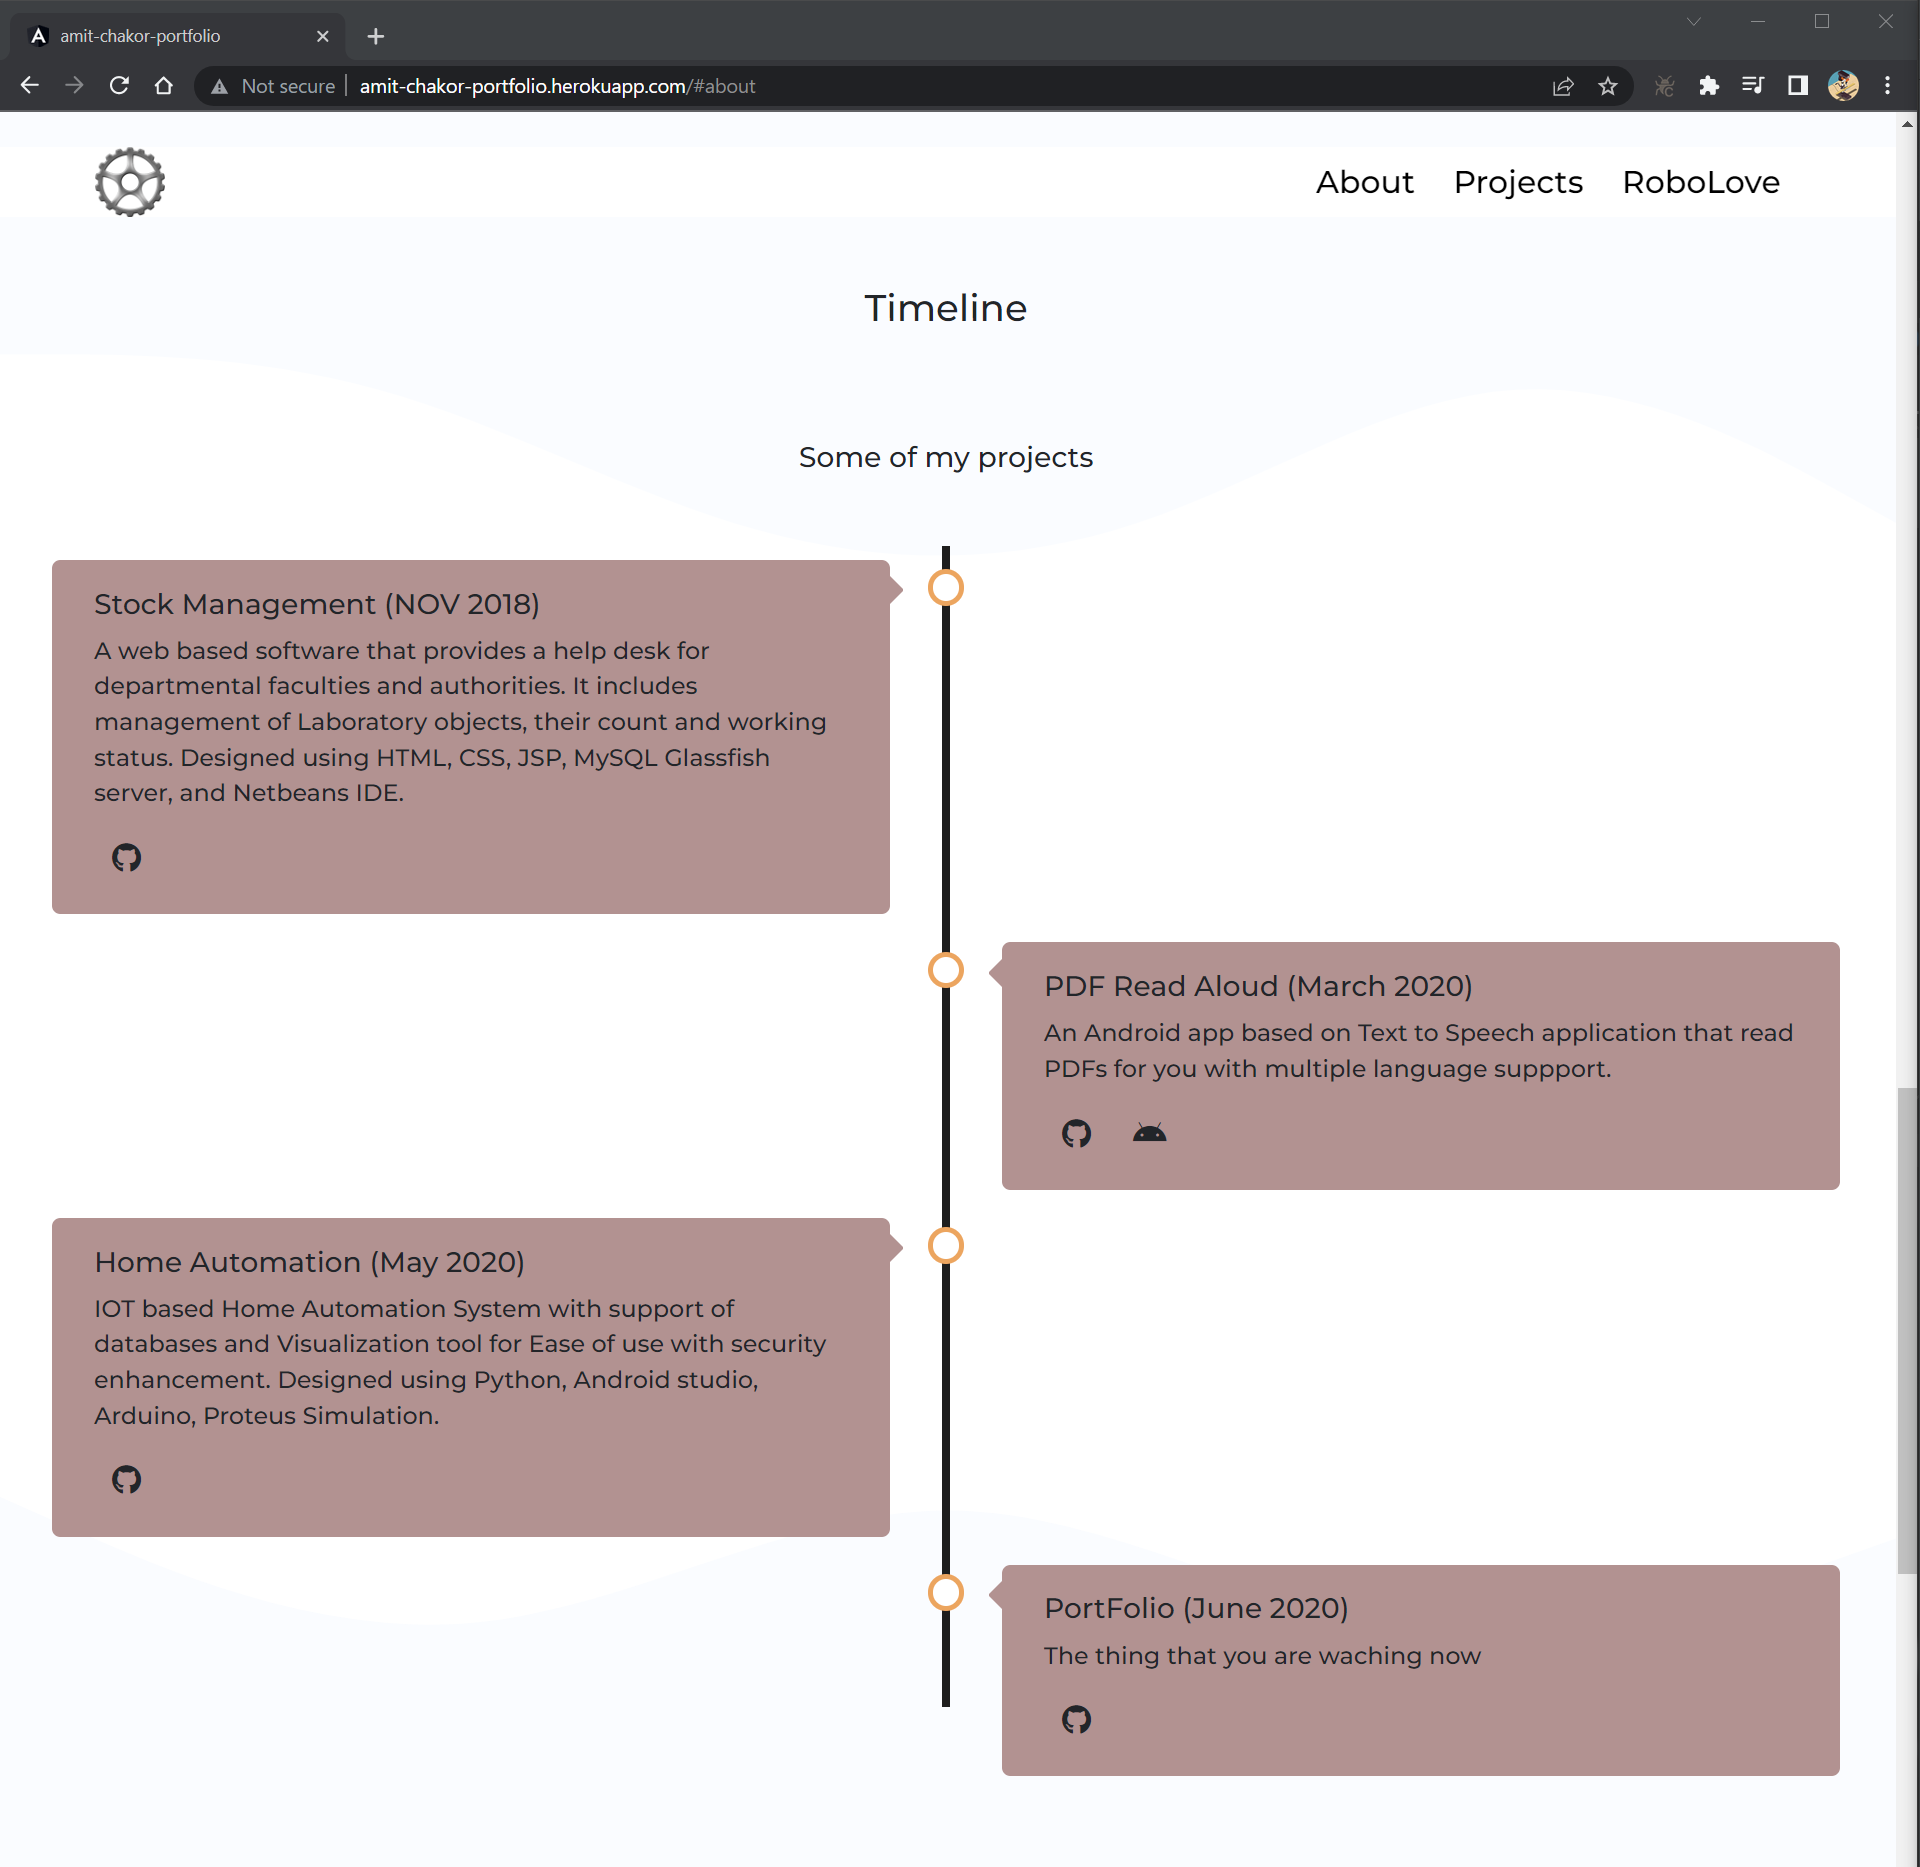 amit-chakor-portfolio
Not secure
amit-chakor-portfolio.herokuapp.com/#about
About Projects RoboLove
Timeline
Some of my projects
Stock Management (NOV 2018)
A web based software that provides a help desk for
departmental faculties and authorities. It includes
management of Laboratory objects, their count and working
status. Designed using HTML, CSS, JSP, MySQL Glassfish
server, and Netbeans IDE.
PDF Read Aloud (March 2020)
An Android app based on Text to Speech application that read
PDFs for you with multiple language suppport.
Home Automation (May 2020)
IOT based Home Automation System with support of
databases and Visualization tool for Ease of use with security
enhancement. Designed using Python, Android studio,
Arduino, Proteus Simulation.
PortFolio (June 2020)
The thing that you are waching now